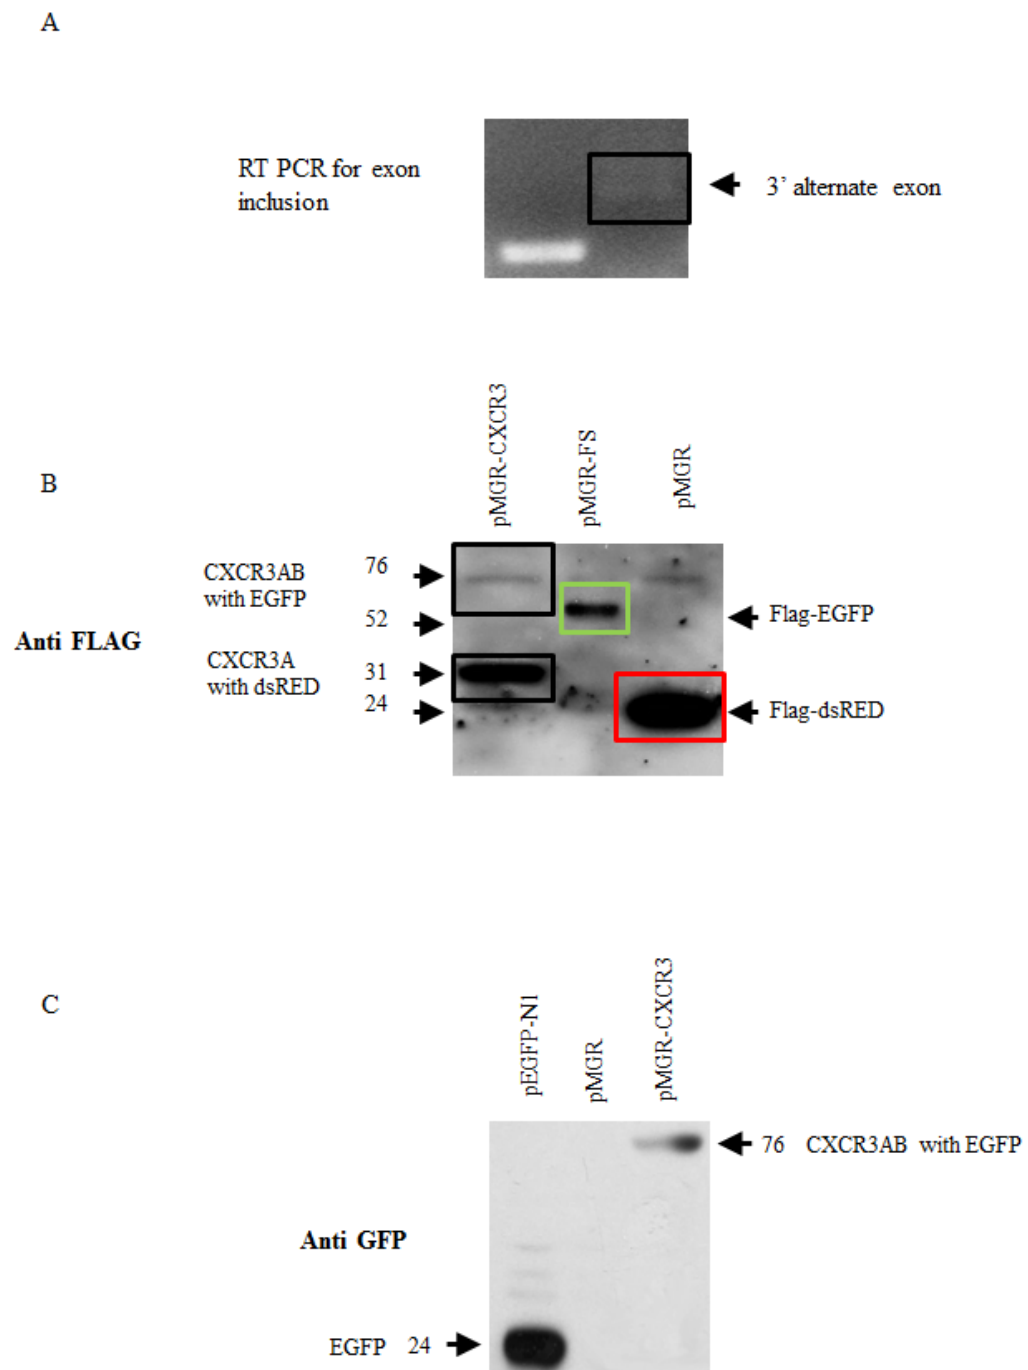 A
RT PCR for exon
inclusion
3' alternate exon
pMGR-CXCR3
pMGR-FS
pMGR
B
CXCR3AB
with EGFP
76
52
Flag-EGFP
Anti FLAG
CXCR3A
with dsRED
31
24
Flag-dsRED
C
pEGFP-N1
pMGR
pMGR-CXCR3
76 CXCR3AB with EGFP
Anti GFP
EGFP 24